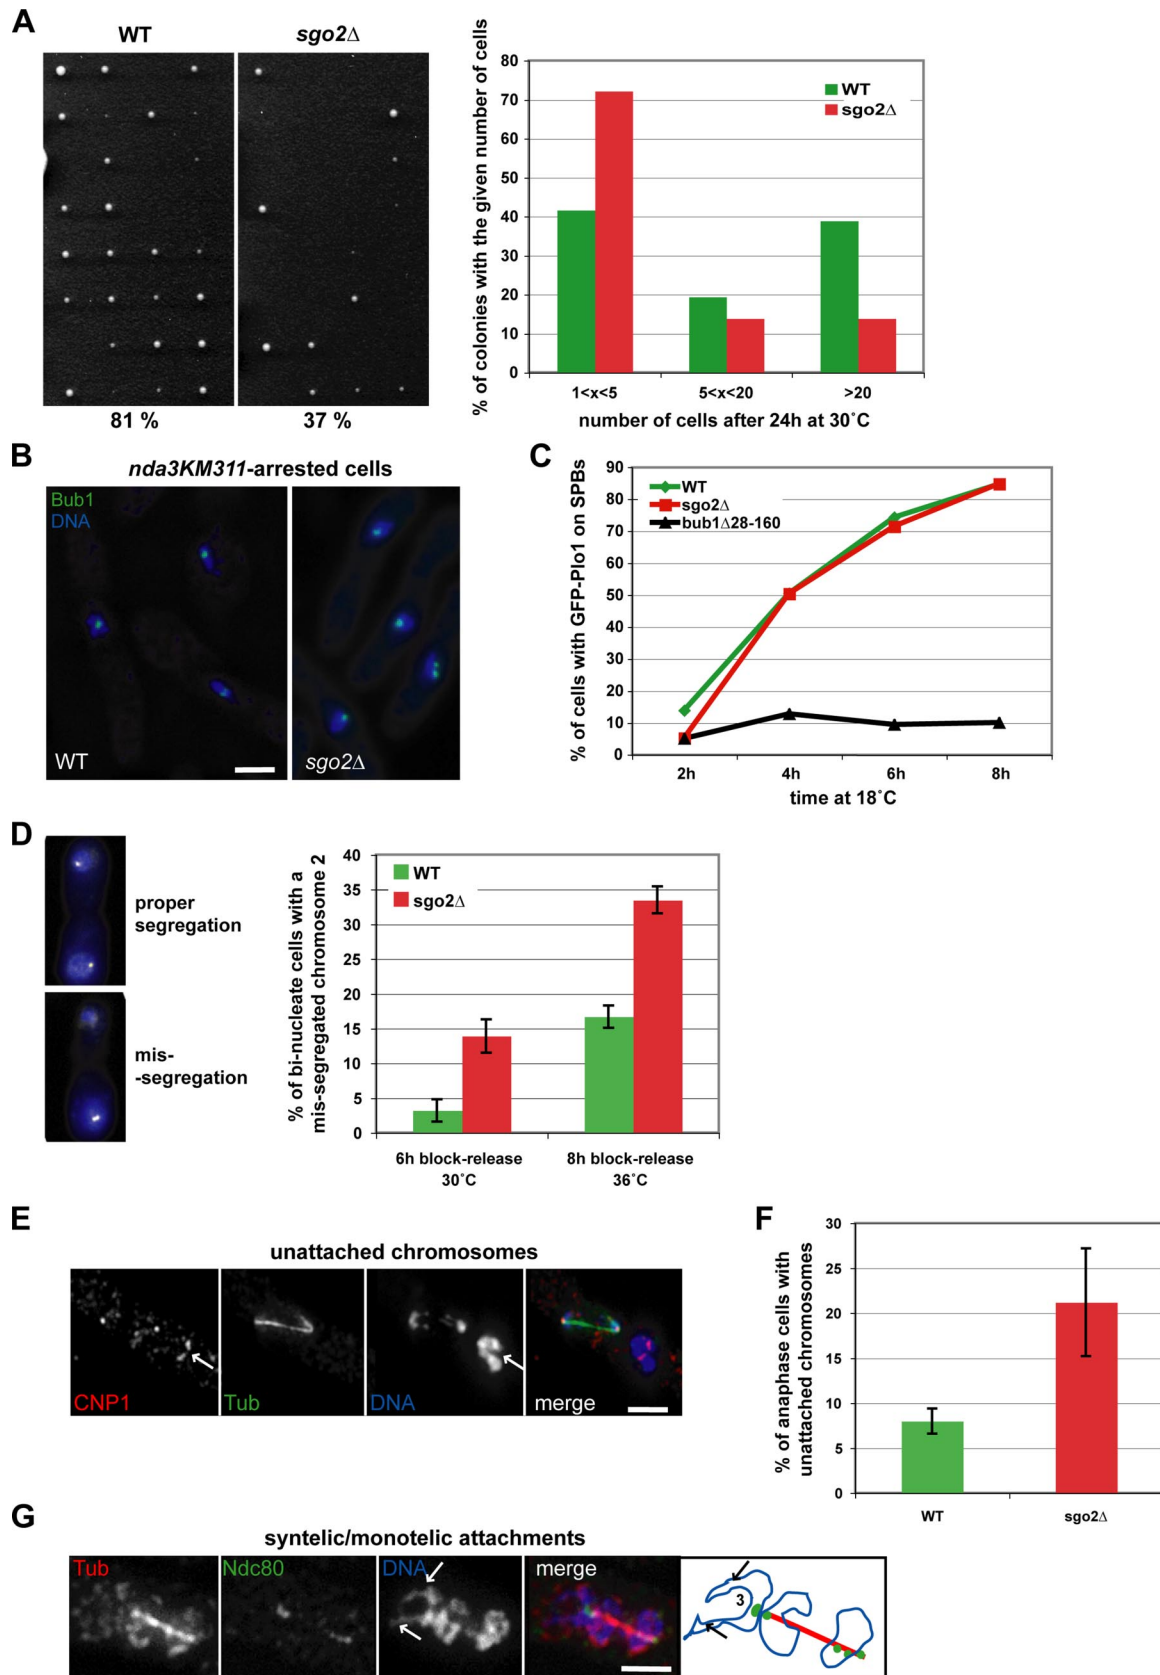 A
WT
sgo2Δ
81 %
37 %
% of colonies with the given number of cells
80
70
60
50
40
30
20
10
0
WT
sgo2Δ
1<x<5
5<x<20
>20
number of cells after 24h at 30˚C
B
nda3KM311-arrested cells
Bub1
DNA
WT
sgo2Δ
C
% of cells with GFP-Plo1 on SPBs
90
80
70
60
50
40
30
20
10
0
WT
sgo2Δ
bub1Δ28-160
2h
4h
6h
8h
time at 18˚C
D
proper
segregation
mis-
-segregation
% of bi-nucleate cells with a
mis-segregated chromosome 2
40
35
30
25
20
15
10
5
0
WT
sgo2Δ
6h block-release
30˚C
8h block-release
36˚C
E
unattached chromosomes
CNP1
Tub
DNA
merge
F
% of anaphase cells with
unattached chromosomes
30
25
20
15
10
5
0
WT
sgo2Δ
G
syntelic/monotelic attachments
Tub
Ndc80
DNA
merge
3